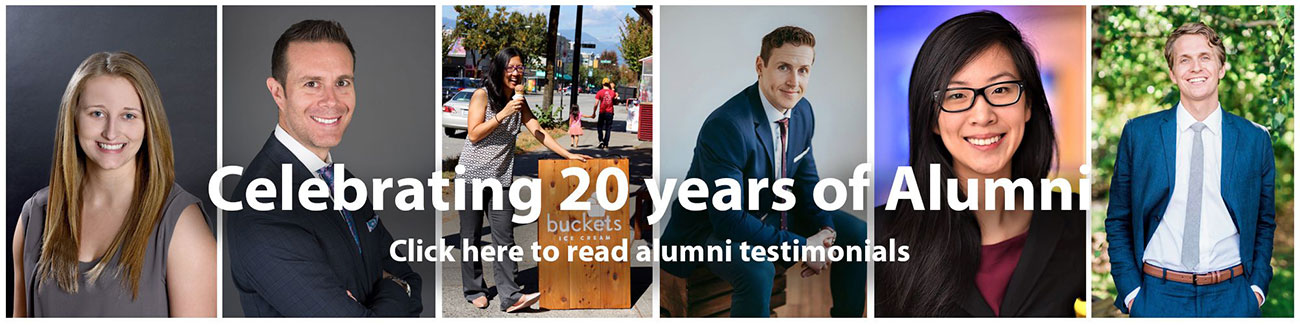 Celebrating 20 years of Alumni
buckets
ICE CREAM
Click here to read alumni testimonials